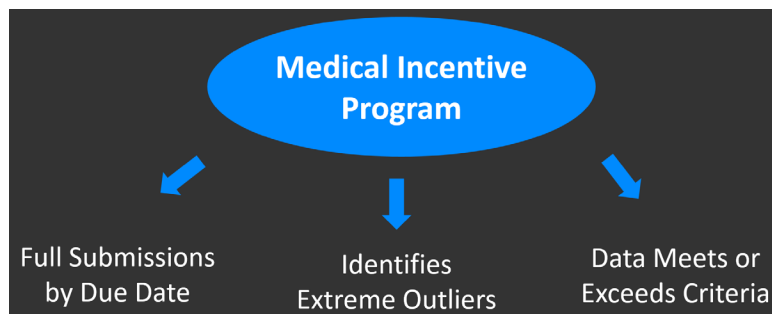 Medical Incentive
Program
Full Submissions
by Due Date
Identifies
Extreme Outliers
Data Meets or
Exceeds Criteria